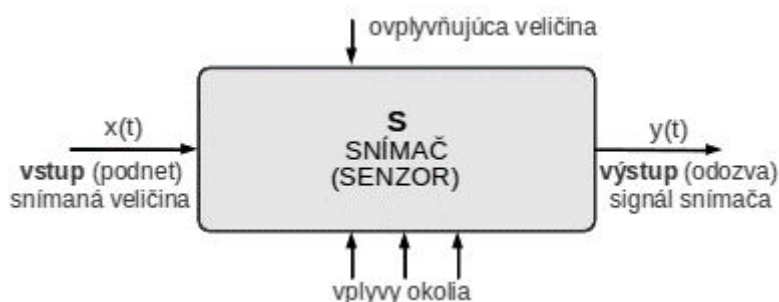 ovplyvňujúca veličina
x(t)
vstup (podnet)
snímaná veličina
S
SNÍMAČ
(SENZOR)
y(t)
výstup (odozva)
signál snímača
vplyvy okolia